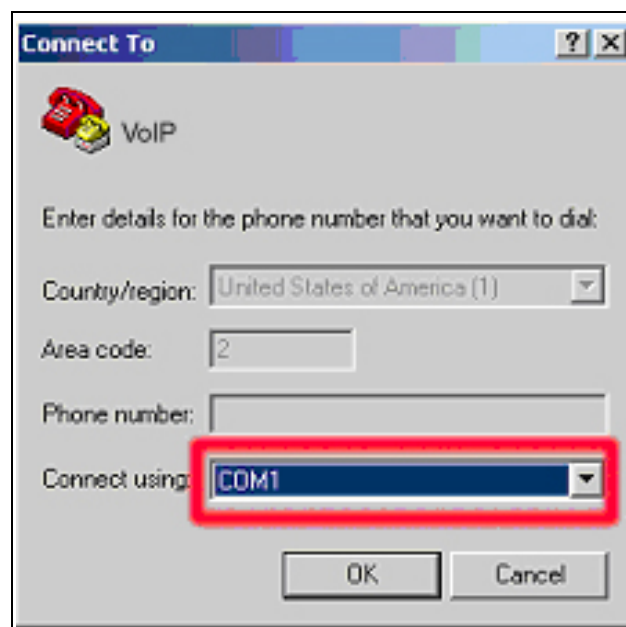 Connect To
VoIP
Enter details for the phone number that you want to dial:
Country/region: United States of America (1)
Area code: 2
Phone number:
Connect using: COM1
OK Cancel